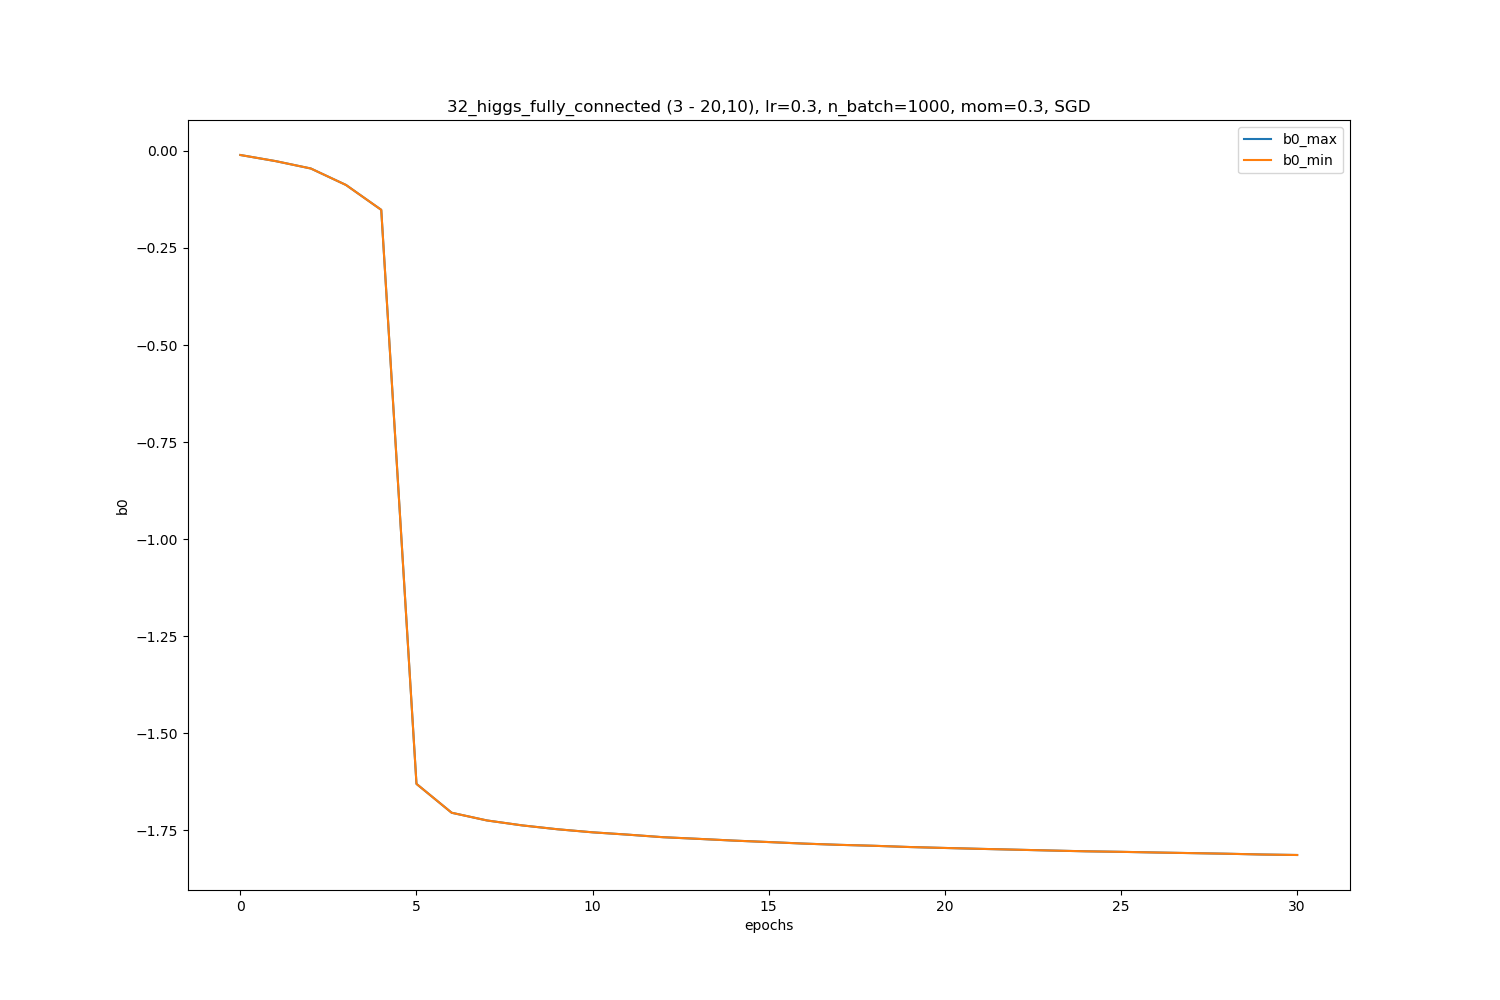 32_higgs_fully_connected (3 - 20,10), lr=0.3, n_batch=1000, mom=0.3, SGD
b0_max
b0_min
0.00
−0.25
−0.50
−0.75
−1.00
−1.25
−1.50
−1.75
b0
0 5 10 15 20 25 30
epochs